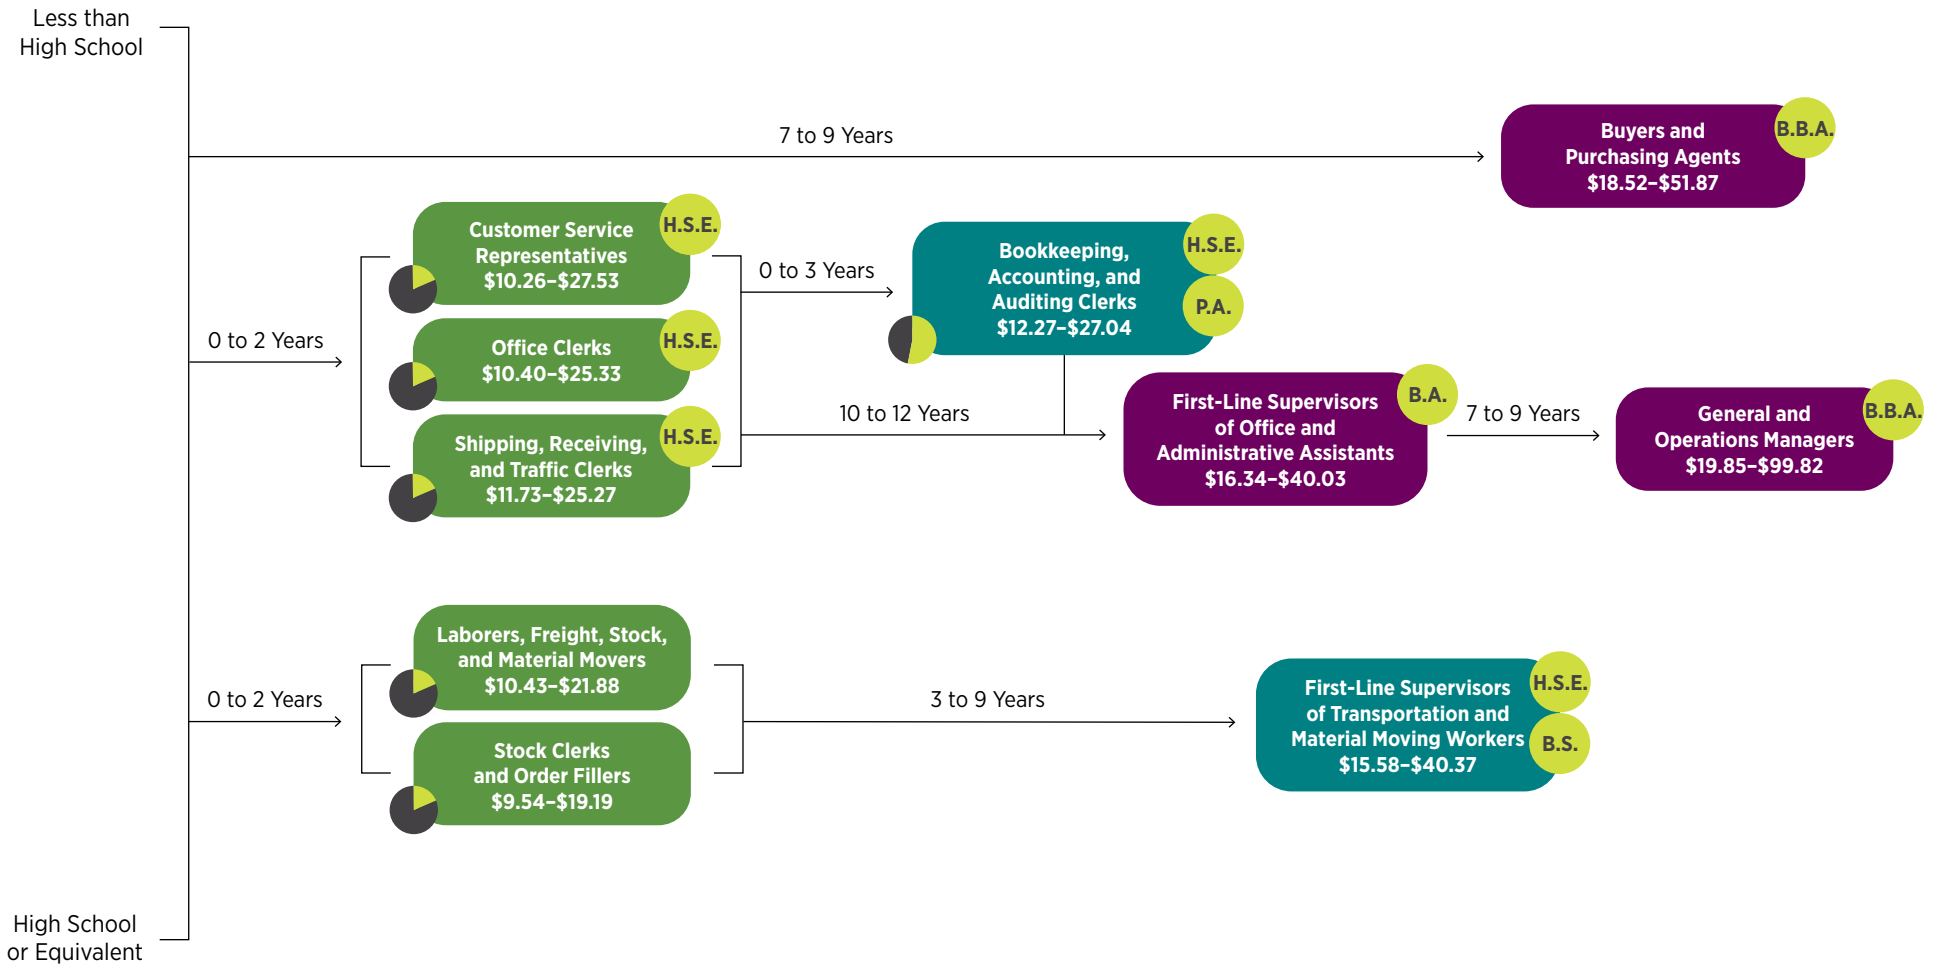 Less than
High School
7 to 9 Years
Buyers and
Purchasing Agents
$18.52–$51.87
B.B.A.
0 to 2 Years
Customer Service
Representatives
$10.26–$27.53
H.S.E.
Office Clerks
$10.40–$25.33
H.S.E.
Shipping, Receiving,
and Traffic Clerks
$11.73–$25.27
H.S.E.
0 to 3 Years
Bookkeeping,
Accounting, and
Auditing Clerks
$12.27–$27.04
H.S.E.
P.A.
10 to 12 Years
First-Line Supervisors
of Office and
Administrative Assistants
$16.34–$40.03
B.A.
7 to 9 Years
General and
Operations Managers
$19.85–$99.82
B.B.A.
0 to 2 Years
Laborers, Freight, Stock,
and Material Movers
$10.43–$21.88
Stock Clerks
and Order Fillers
$9.54–$19.19
3 to 9 Years
First-Line Supervisors
of Transportation and
Material Moving Workers
$15.58–$40.37
H.S.E.
B.S.
High School
or Equivalent